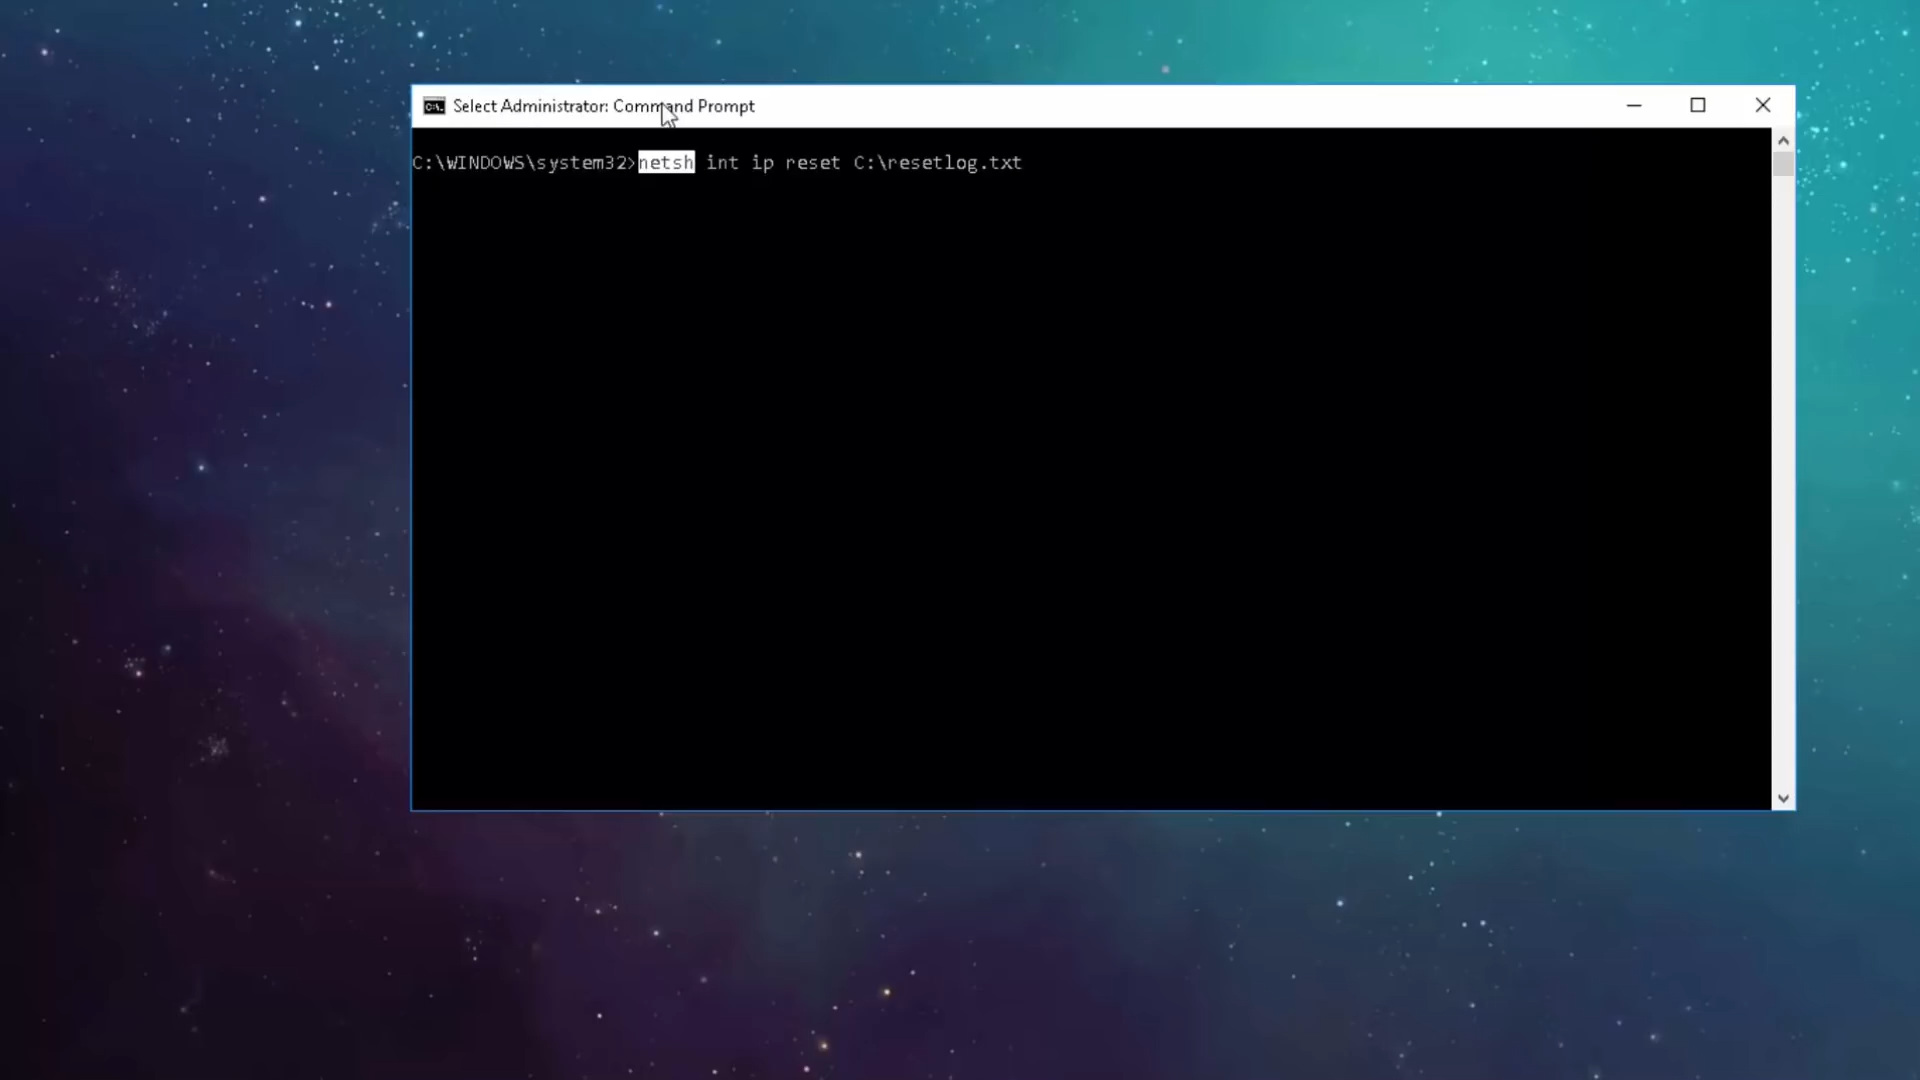 Select Administrator: Command Prompt
C:\WINDOWS\system32>netsh int ip reset C:\resetlog.txt